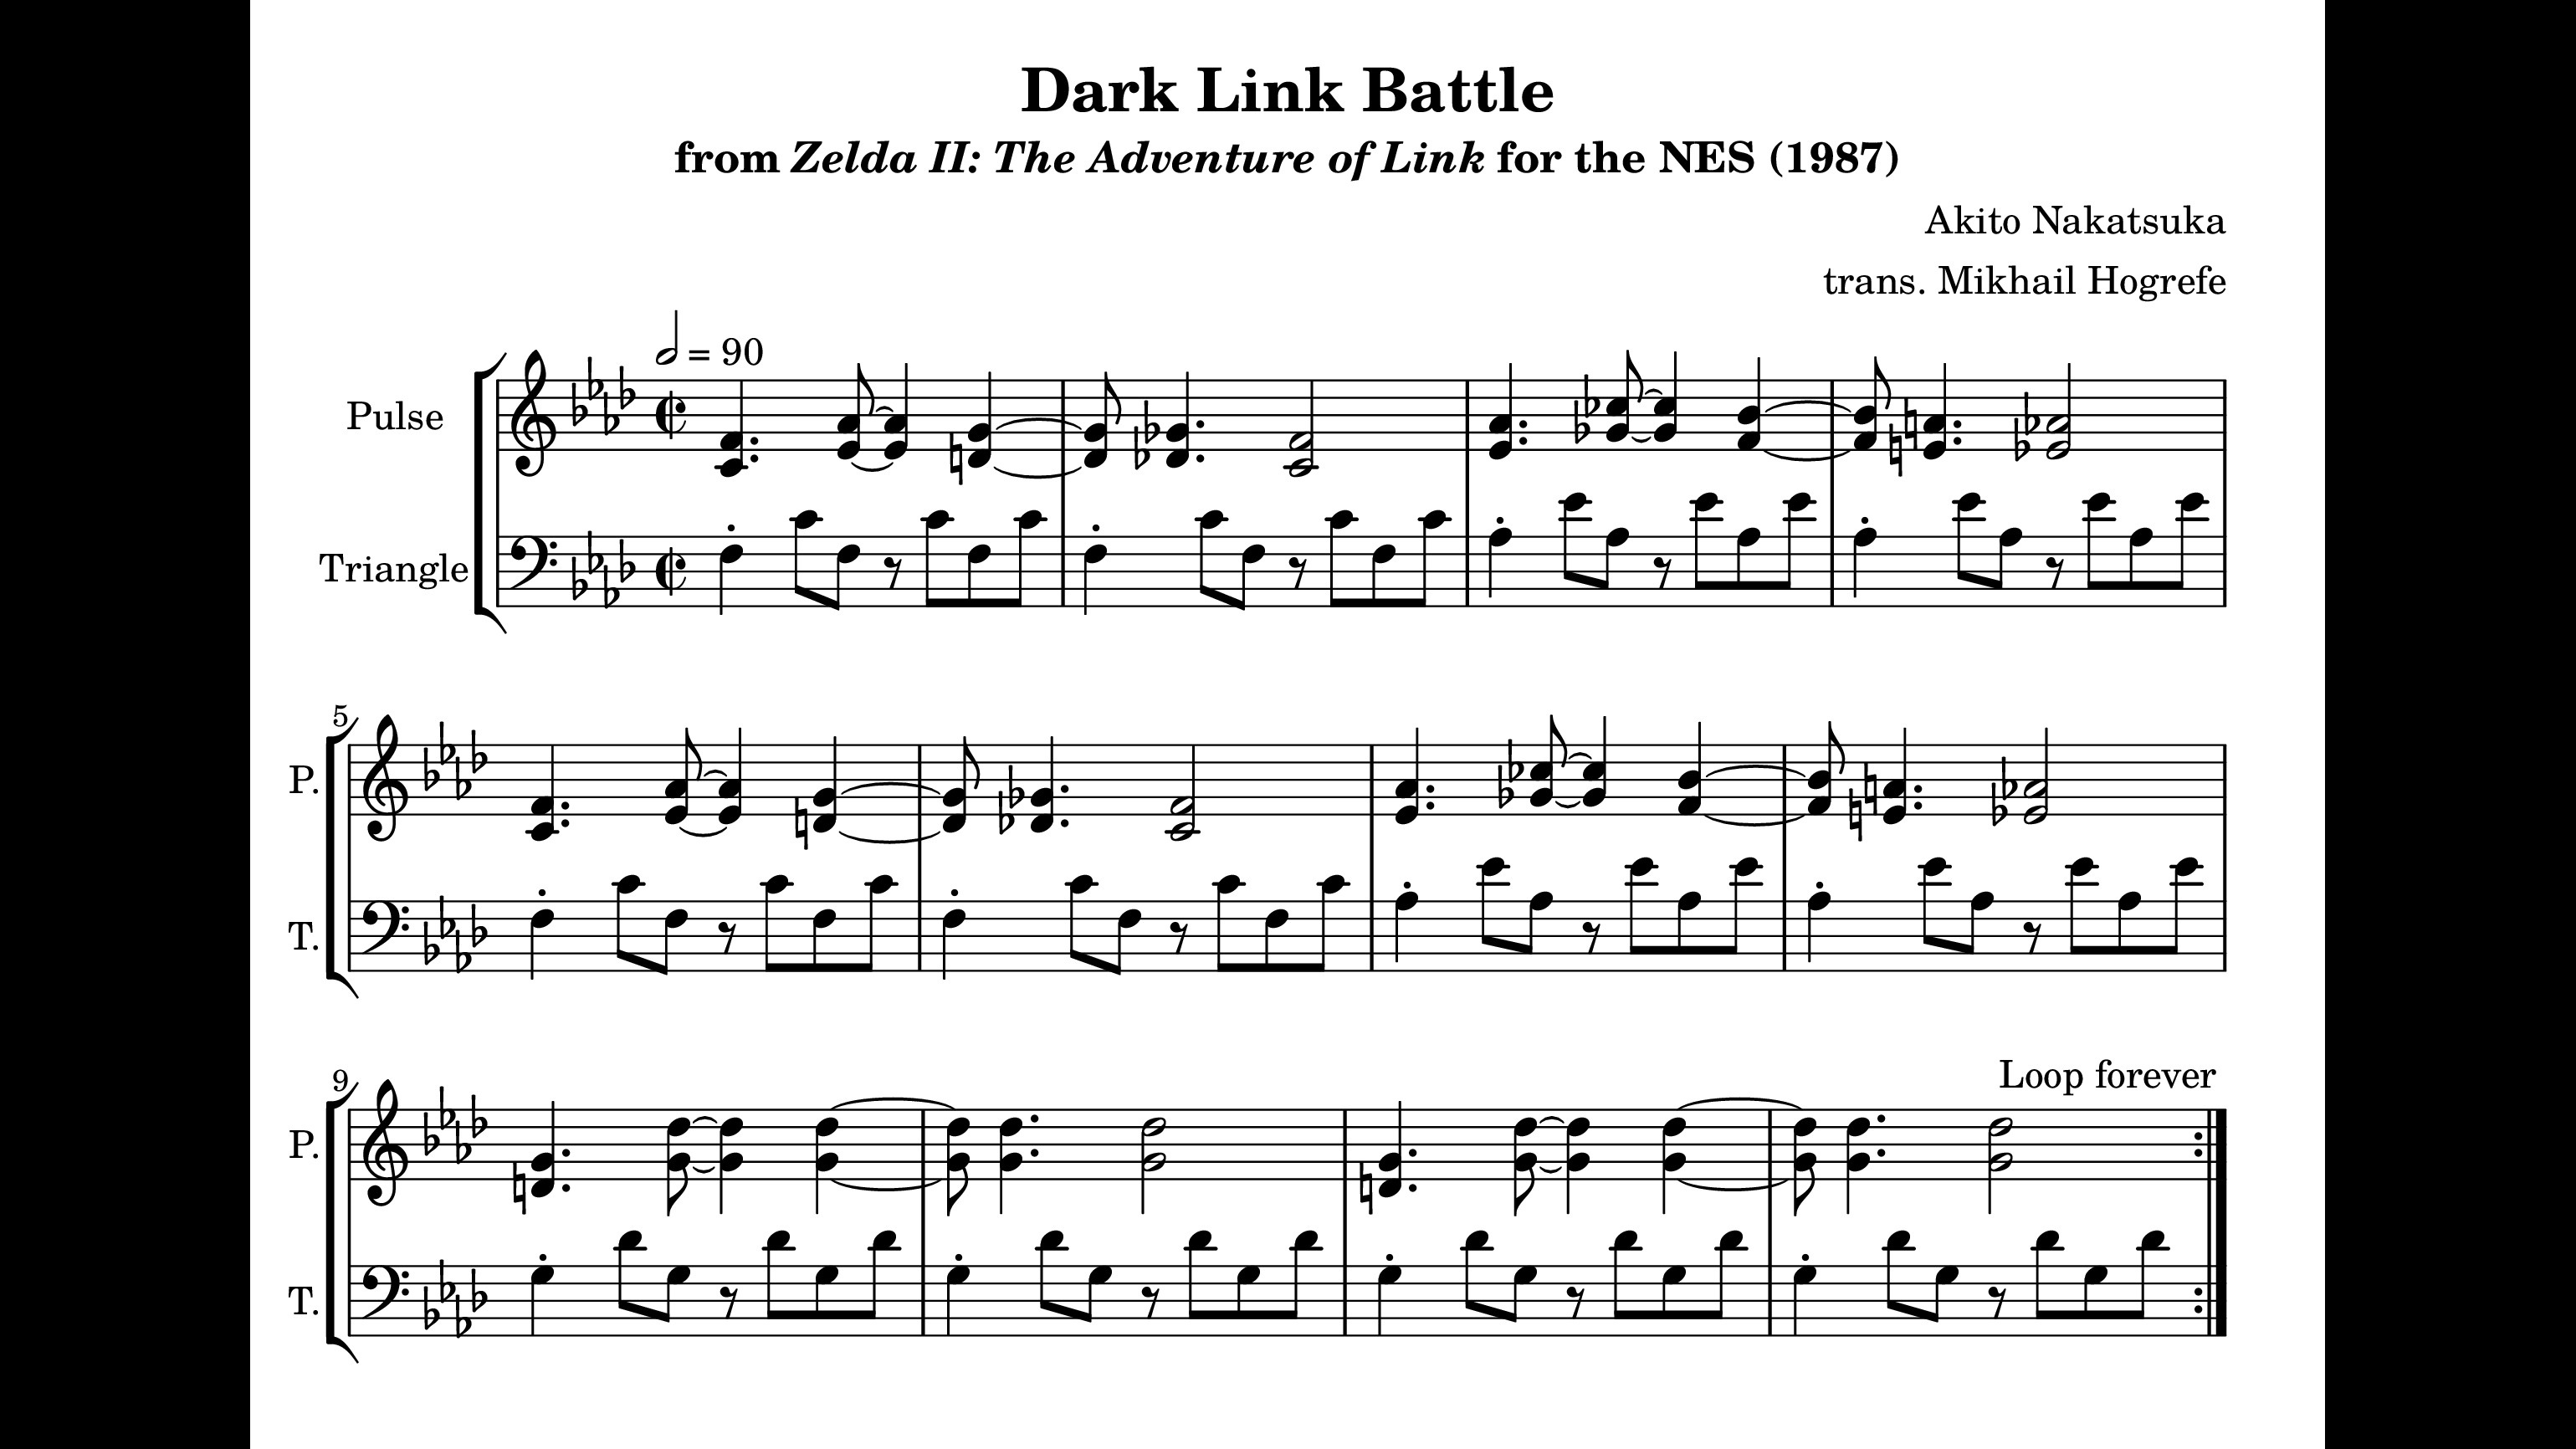 Dark Link Battle
from Zelda II: The Adventure of Link for the NES (1987)
Akito Nakatsuka
trans. Mikhail Hogrefe
= 90
Pulse
Triangle
5
P.
T.
Loop forever
9
P.
T.